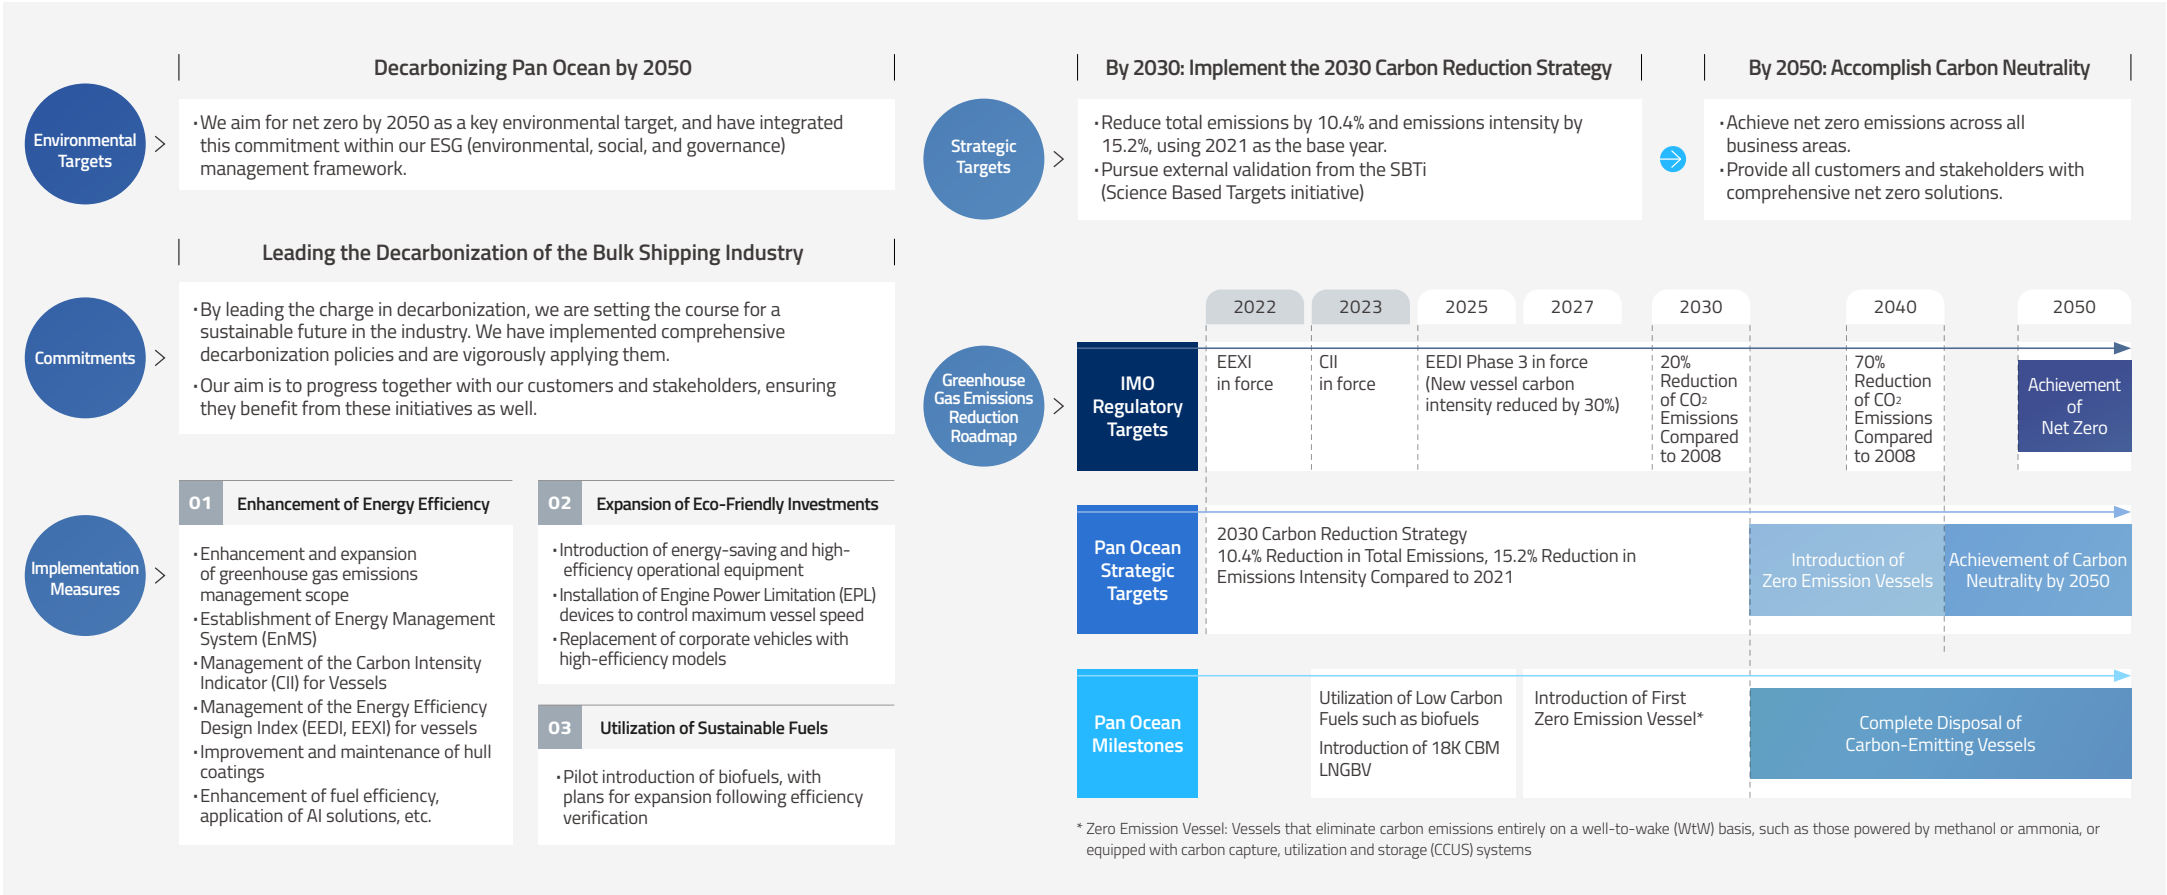 Decarbonizing Pan Ocean by 2050
Environmental
Targets
·We aim for net zero by 2050 as a key environmental target, and have integrated
this commitment within our ESG (environmental, social, and governance)
management framework.
Leading the Decarbonization of the Bulk Shipping Industry
Commitments
·By leading the charge in decarbonization, we are setting the course for a
sustainable future in the industry. We have implemented comprehensive
decarbonization policies and are vigorously applying them.
·Our aim is to progress together with our customers and stakeholders, ensuring
they benefit from these initiatives as well.
Implementation
Measures
01 Enhancement of Energy Efficiency
·Enhancement and expansion
of greenhouse gas emissions
management scope
·Establishment of Energy Management
System (EnMS)
·Management of the Carbon Intensity
Indicator (CII) for Vessels
·Management of the Energy Efficiency
Design Index (EEDI, EEXI) for vessels
·Improvement and maintenance of hull
coatings
·Enhancement of fuel efficiency,
application of AI solutions, etc.
02 Expansion of Eco-Friendly Investments
·Introduction of energy-saving and high-
efficiency operational equipment
·Installation of Engine Power Limitation (EPL)
devices to control maximum vessel speed
·Replacement of corporate vehicles with
high-efficiency models
03 Utilization of Sustainable Fuels
·Pilot introduction of biofuels, with
plans for expansion following efficiency
verification
Strategic
Targets
By 2030: Implement the 2030 Carbon Reduction Strategy
·Reduce total emissions by 10.4% and emissions intensity by
15.2%, using 2021 as the base year.
·Pursue external validation from the SBTi
(Science Based Targets initiative)
By 2050: Accomplish Carbon Neutrality
·Achieve net zero emissions across all
business areas.
·Provide all customers and stakeholders with
comprehensive net zero solutions.
Greenhouse
Gas Emissions
Reduction
Roadmap
2022 2023 2025 2027 2030 2040 2050
IMO
Regulatory
Targets
EEXI
in force
CII
in force
EEDI Phase 3 in force
(New vessel carbon
intensity reduced by 30%)
20%
Reduction
of CO2
Emissions
Compared
to 2008
70%
Reduction
of CO2
Emissions
Compared
to 2008
Achievement
of
Net Zero
Pan Ocean
Strategic
Targets
2030 Carbon Reduction Strategy
10.4% Reduction in Total Emissions, 15.2% Reduction in
Emissions Intensity Compared to 2021
Introduction of
Zero Emission Vessels
Achievement of Carbon
Neutrality by 2050
Pan Ocean
Milestones
Utilization of Low Carbon
Fuels such as biofuels
Introduction of 18K CBM
LNGBV
Introduction of First
Zero Emission Vessel*
Complete Disposal of
Carbon-Emitting Vessels
* Zero Emission Vessel: Vessels that eliminate carbon emissions entirely on a well-to-wake (WtW) basis, such as those powered by methanol or ammonia, or
equipped with carbon capture, utilization and storage (CCUS) systems